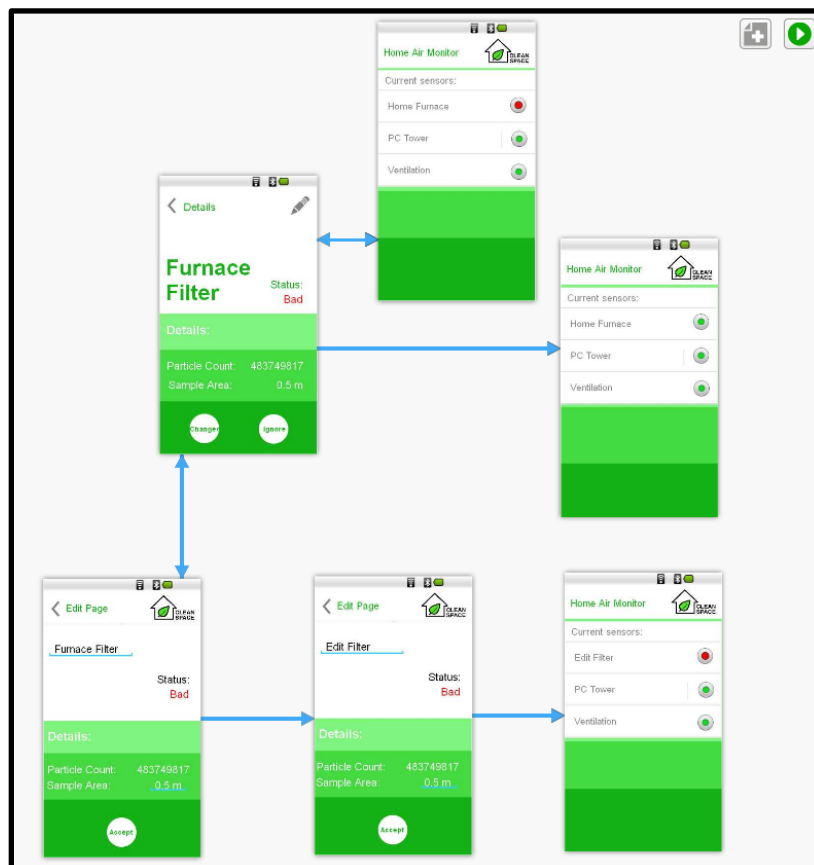 Home Air Monitor
CLEAN
SPACE
Current sensors:
Home Furnace
PC Tower
Ventilation
Details
Furnace
Filter
Status:
Bad
Details:
Particle Count: 483749817
Sample Area: 0.5 m
Changed
Ignore
Home Air Monitor
CLEAN
SPACE
Current sensors:
Home Furnace
PC Tower
Ventilation
Edit Page
CLEAN
SPACE
Furnace Filter
Status:
Bad
Details:
Particle Count: 483749817
Sample Area: 0.5 m
Accept
Edit Page
CLEAN
SPACE
Edit Filter
Status:
Bad
Details:
Particle Count: 483749817
Sample Area: 0.5 m
Accept
Home Air Monitor
CLEAN
SPACE
Current sensors:
Edit Filter
PC Tower
Ventilation